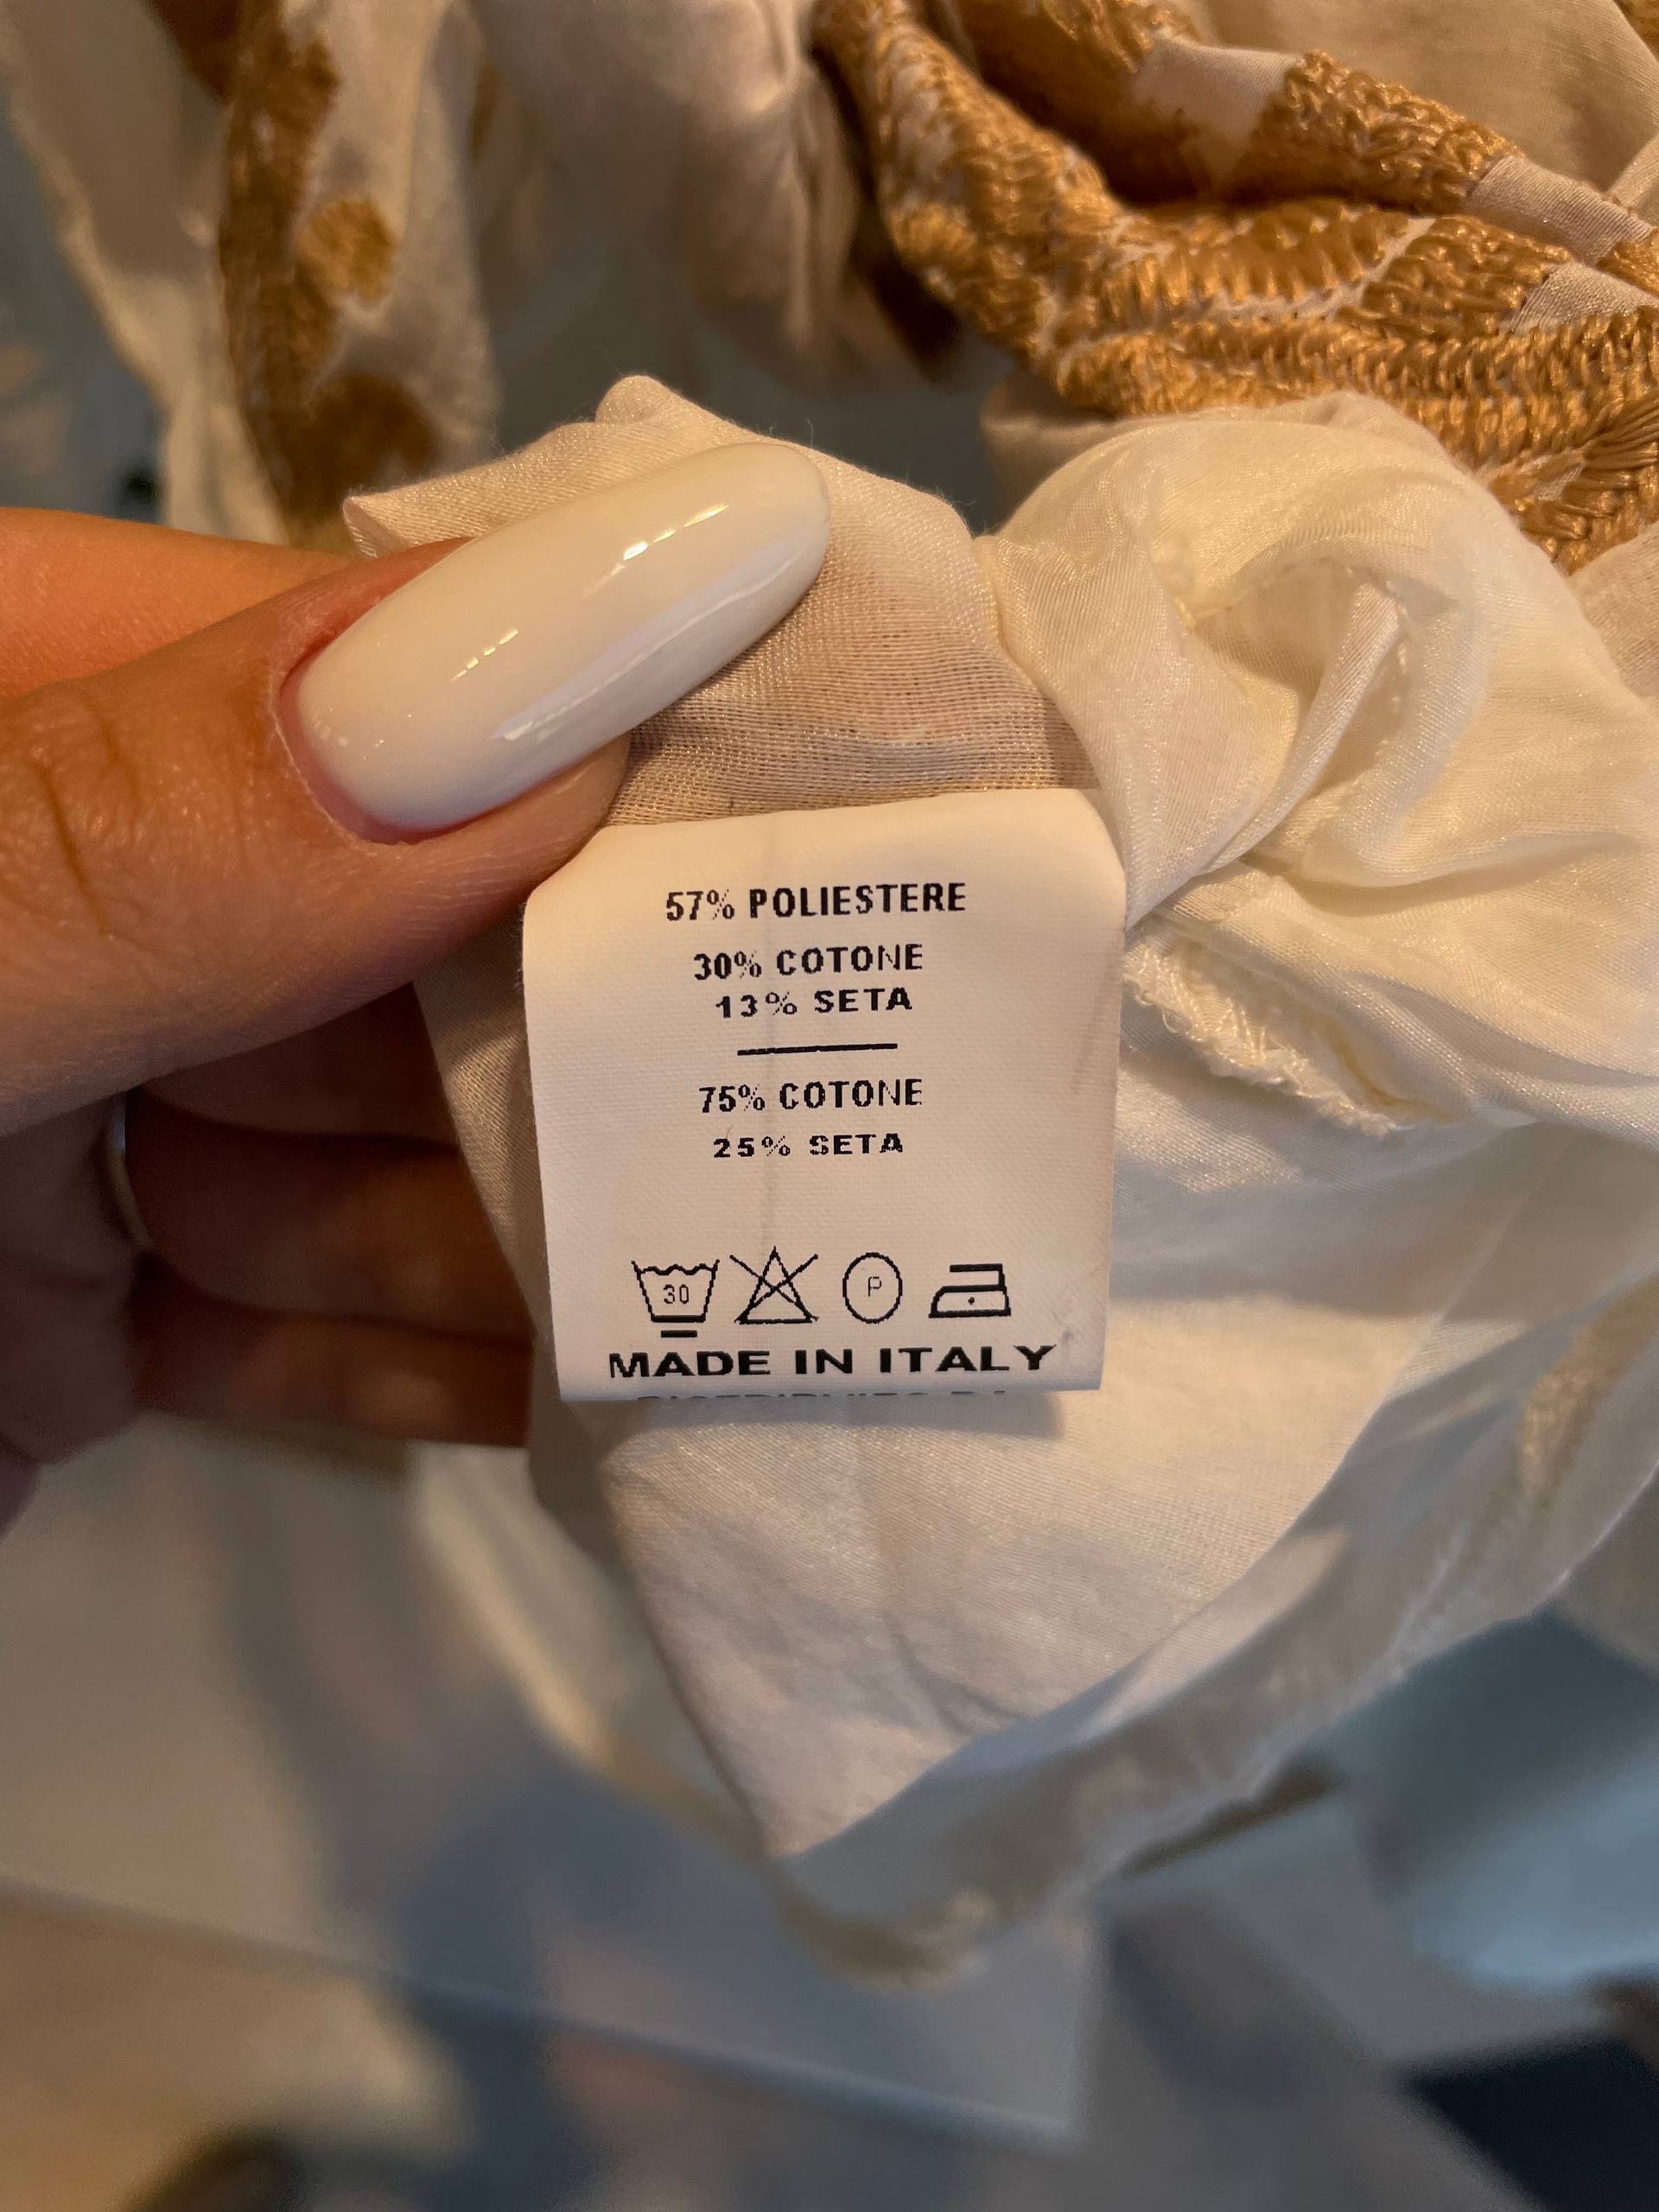 57% POLIESTERE
30% COTONE
13% SETA
75% COTONE
25% SETA
30
P
MADE IN ITALY